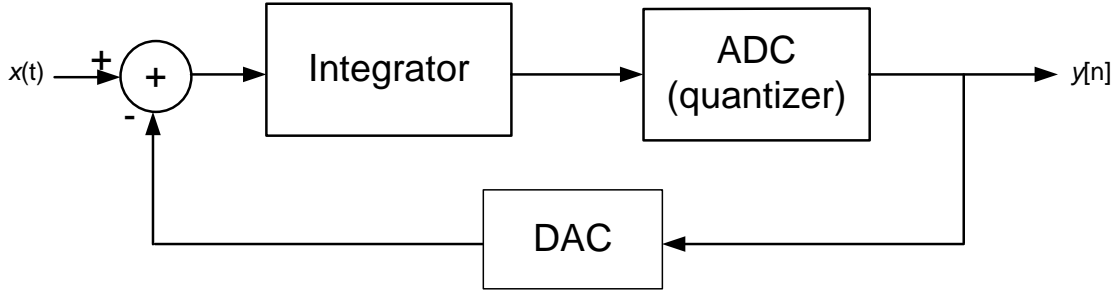 x(t)
+
-
+
Integrator
ADC
(quantizer)
y[n]
DAC